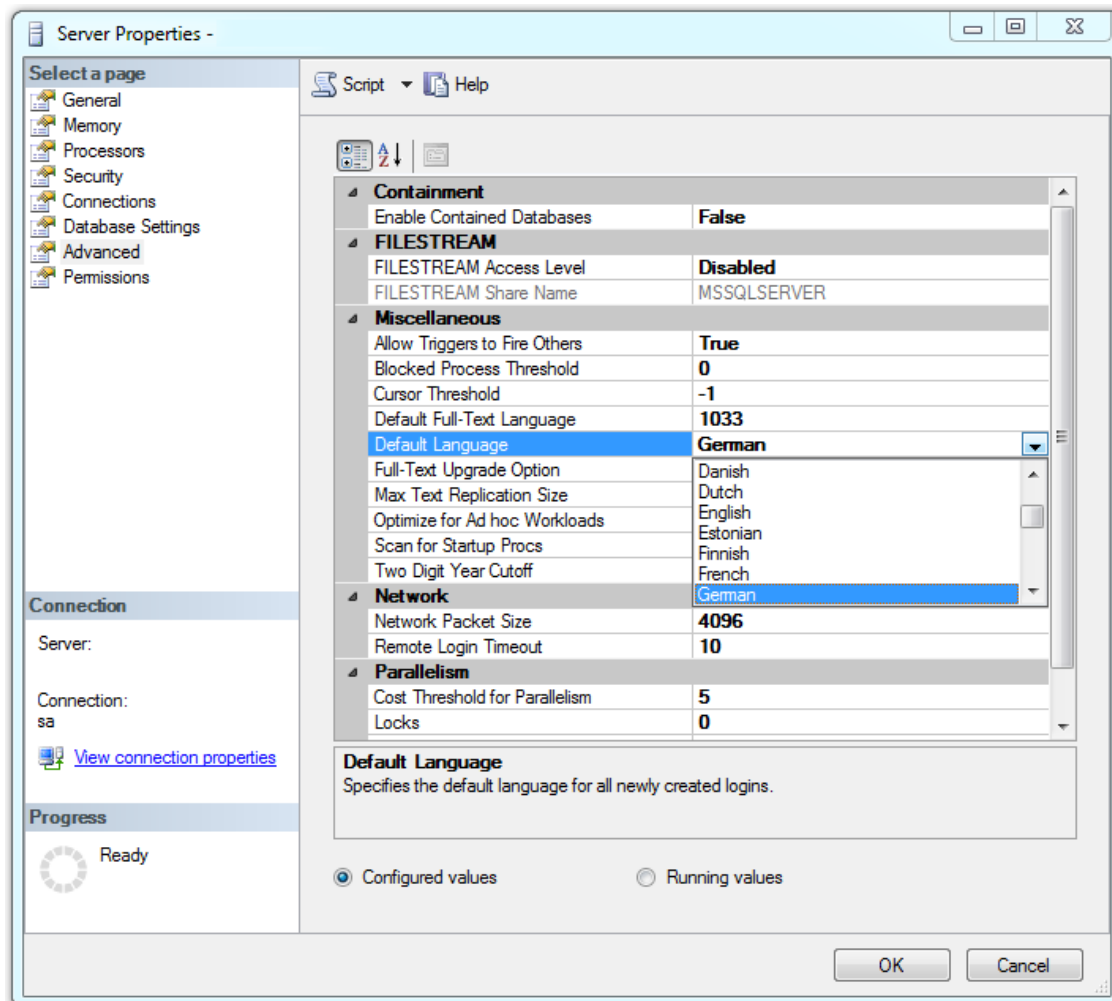 Server Properties -
Select a page
General
Memory
Processors
Security
Connections
Database Settings
Advanced
Permissions
Connection
Server:
Connection:
sa
View connection properties
Progress
Ready
Script Help
Containment
Enable Contained Databases False
FILESTREAM
FILESTREAM Access Level Disabled
FILESTREAM Share Name MSSQLSERVER
Miscellaneous
Allow Triggers to Fire Others True
Blocked Process Threshold 0
Cursor Threshold -1
Default Full-Text Language 1033
Default Language German
Full-Text Upgrade Option
Max Text Replication Size
Optimize for Ad hoc Workloads
Scan for Startup Procs
Two Digit Year Cutoff
Danish
Dutch
English
Estonian
Finnish
French
German
Network
Network Packet Size 4096
Remote Login Timeout 10
Parallelism
Cost Threshold for Parallelism 5
Locks 0
Default Language
Specifies the default language for all newly created logins.
Configured values Running values
OK Cancel